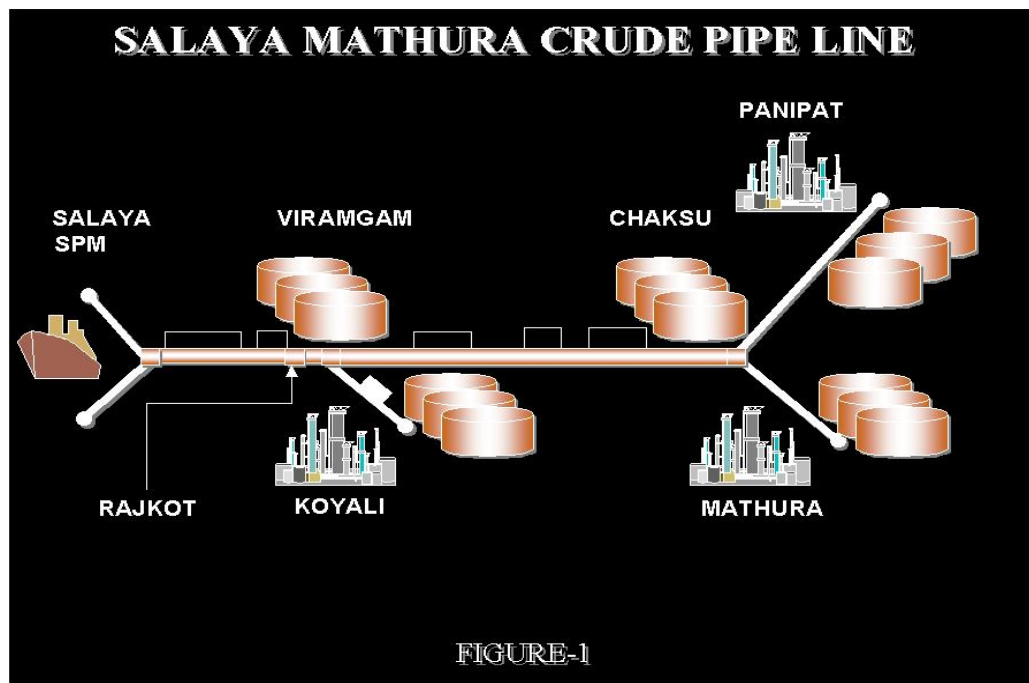 SALAYA MATHURA CRUDE PIPE LINE
PANIPAT
SALAYA
SPM
VIRAMGAM
CHAKSU
RAJKOT
KOYALI
MATHURA
FIGURE-1